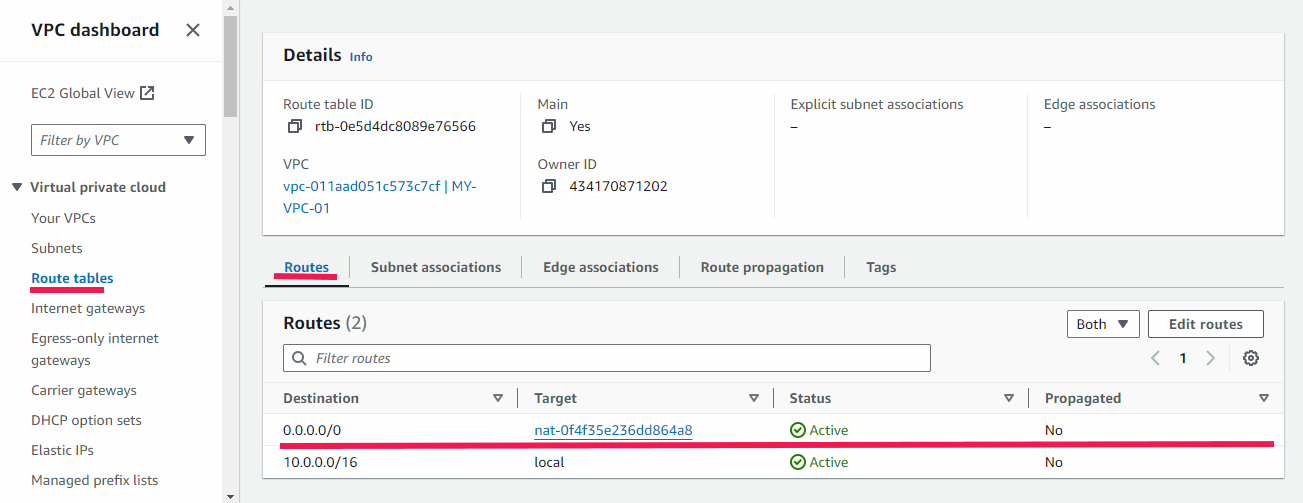 VPC dashboard
EC2 Global View
Filter by VPC
Virtual private cloud
Your VPCs
Subnets
Route tables
Internet gateways
Egress-only internet
gateways
Carrier gateways
DHCP option sets
Elastic IPs
Managed prefix lists
Details Info
Route table ID
rtb-0e5d4dc8089e76566
VPC
vpc-011aad051c573c7cf | MY-
VPC-01
Main
Yes
Owner ID
434170871202
Explicit subnet associations
–
Edge associations
–
Routes Subnet associations Edge associations Route propagation Tags
Routes (2) Both Edit routes
Filter routes 1
Destination Target Status Propagated
0.0.0.0/0 nat-0f4f35e236dd864a8 Active No
10.0.0.0/16 local Active No